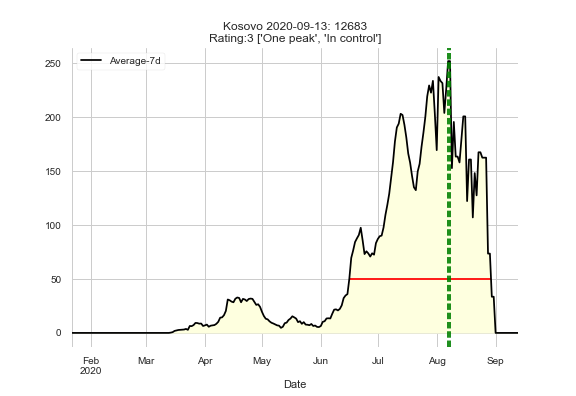 Kosovo 2020-09-13: 12683
Rating:3 ['One peak', 'In control']
Average-7d
250
200
150
100
50
0
Feb Mar Apr May Jun Jul Aug Sep
2020
Date